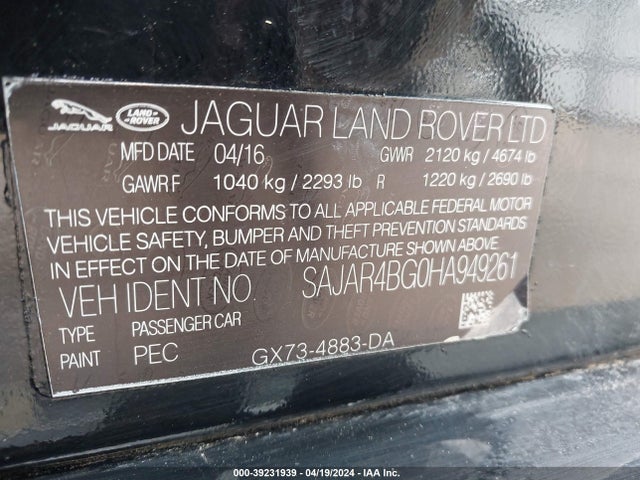 JAGUAR LAND ROVER JAGUAR LAND ROVER LTD
MFD DATE 04/16 GWR 2120 kg / 4674 lb
GAWR F 1040 kg / 2293 lb R 1220 kg / 2690 lb
THIS VEHICLE CONFORMS TO ALL APPLICABLE FEDERAL MOTOR
VEHICLE SAFETY, BUMPER AND THEFT PREVENTION STANDARDS
IN EFFECT ON THE DATE OF MANUFACTURE SHOWN ABOVE.
VEH IDENT NO. SAJAR4BG0HA949261
TYPE PASSENGER CAR
PAINT PEC GX73-4883-DA
000-39231939 - 04/19/2024 - IAA Inc.